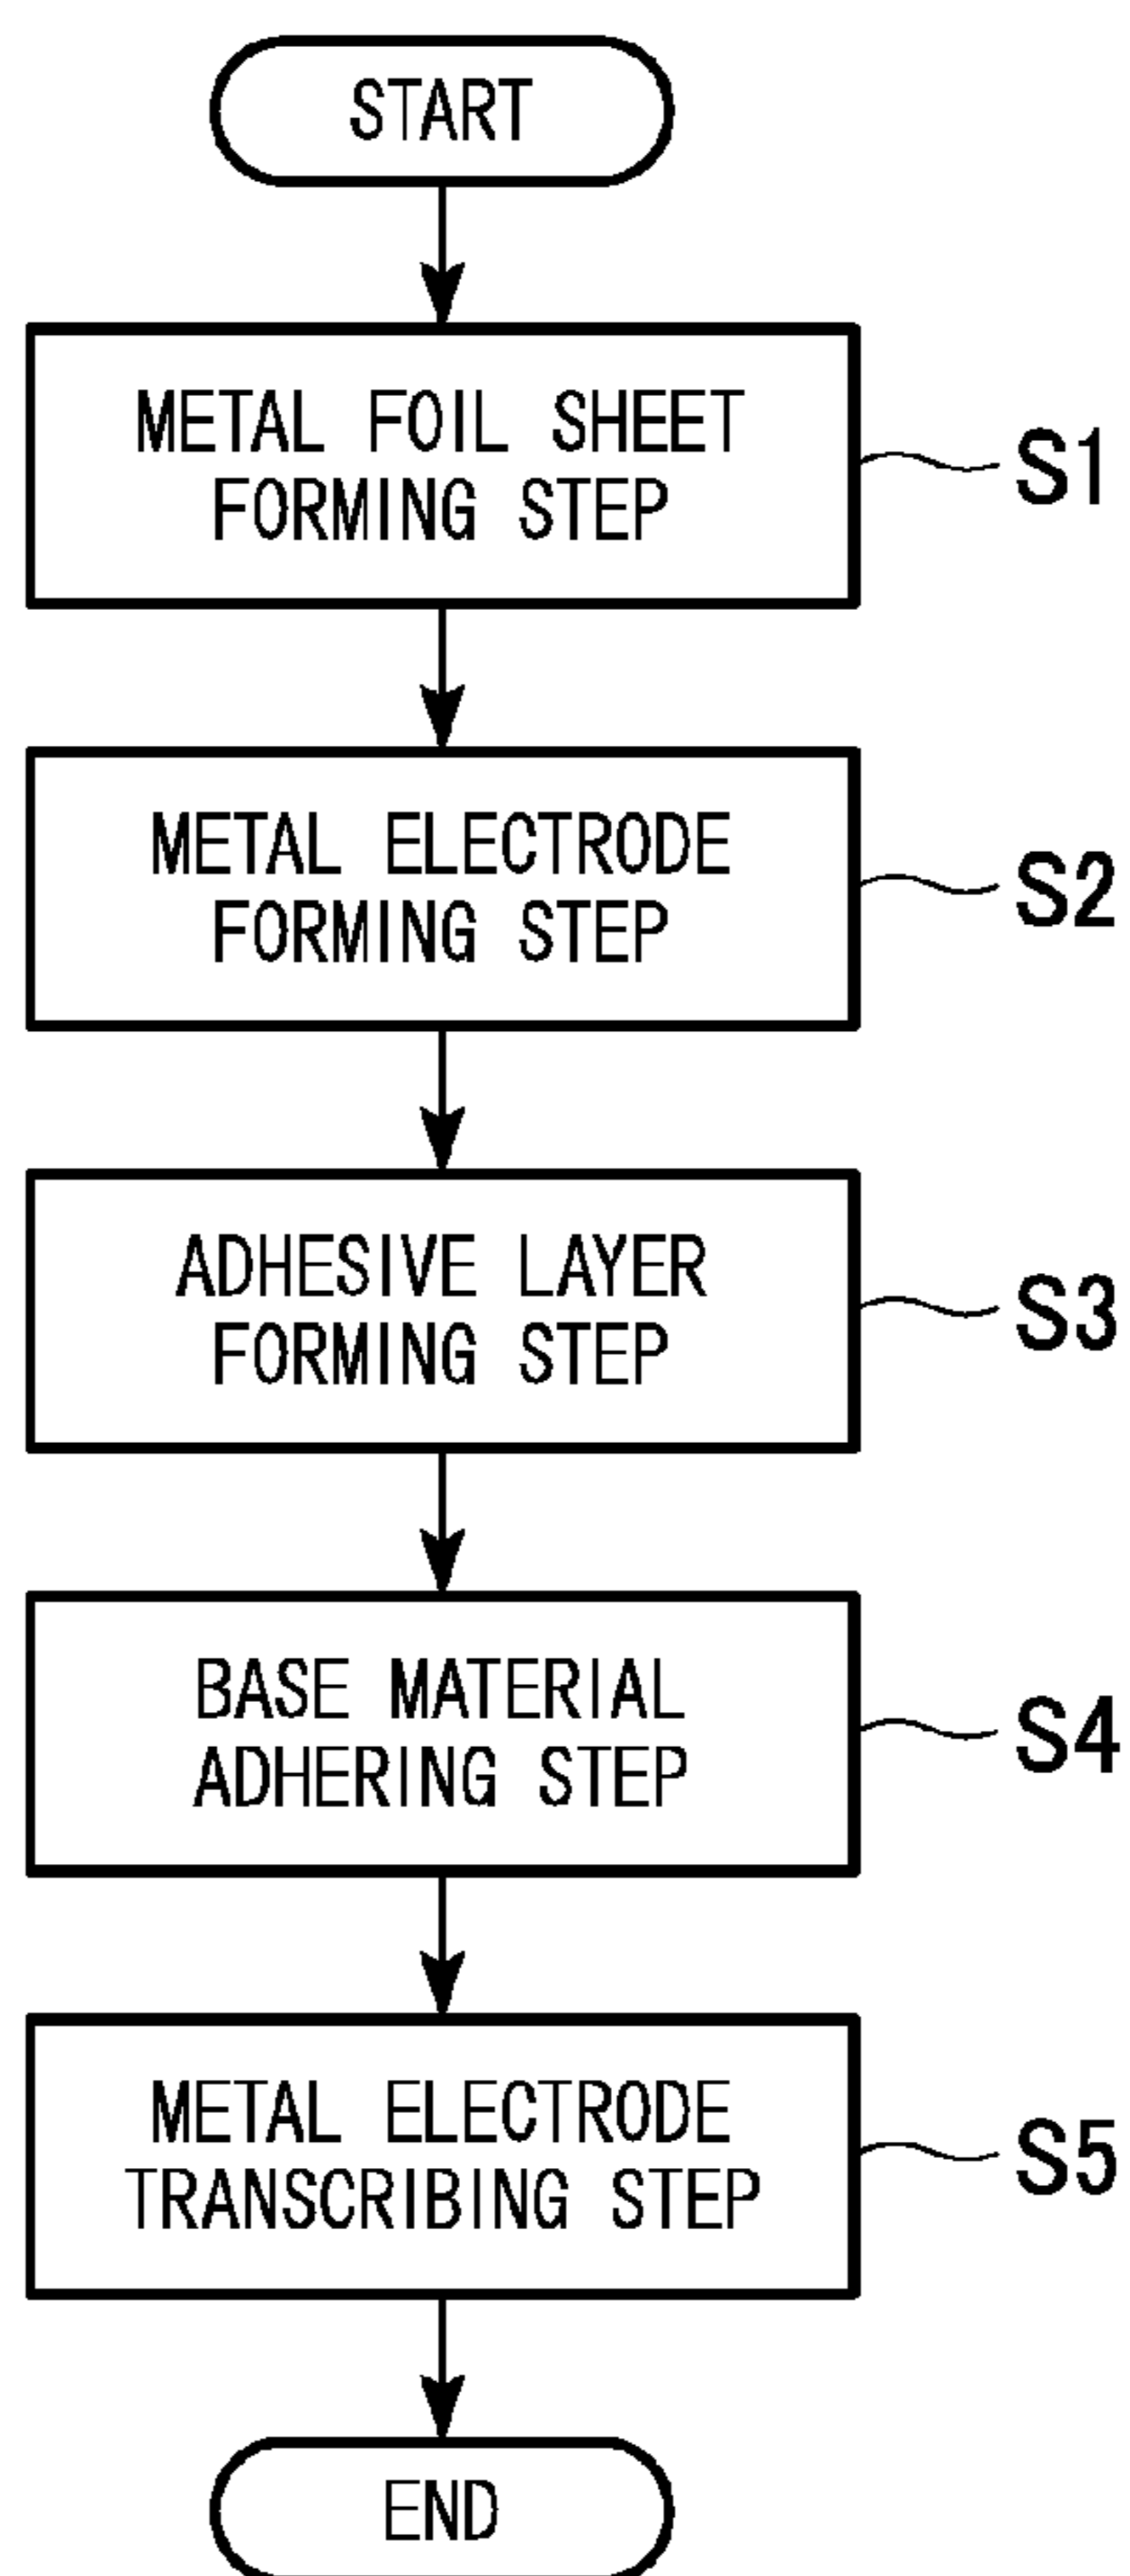 START
METAL FOIL SHEET
FORMING STEP
S1
METAL ELECTRODE
FORMING STEP
S2
ADHESIVE LAYER
FORMING STEP
S3
BASE MATERIAL
ADHERING STEP
S4
METAL ELECTRODE
TRANSCRIBING STEP
S5
END